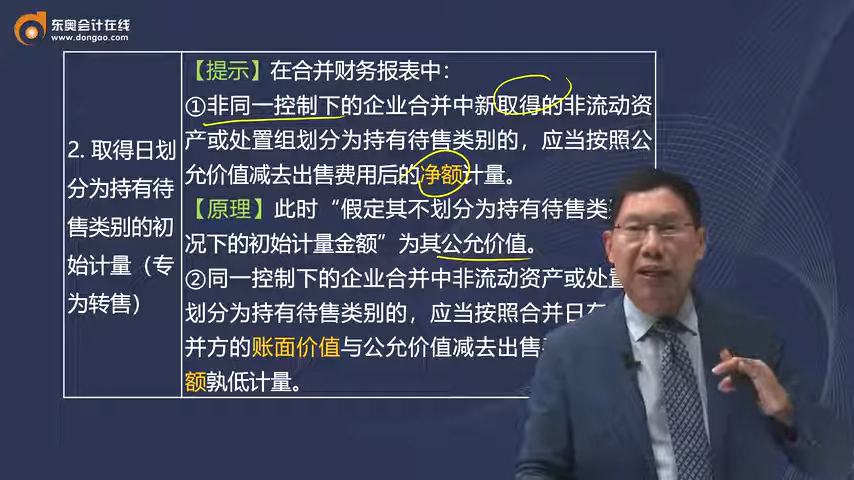 东奥会计在线
www.dongao.com
2. 取得日划
分为持有待
售类别的初
始计量（专
为转售）
【提示】在合并财务报表中：
①非同一控制下的企业合并中新取得的非流动资
产或处置组划分为持有待售类别的，应当按照公
允价值减去出售费用后的净额计量。
【原理】此时“假定其不划分为持有待售类
况下的初始计量金额”为其公允价值。
②同一控制下的企业合并中非流动资产或处置
划分为持有待售类别的，应当按照合并日在
并方的账面价值与公允价值减去出售
额孰低计量。